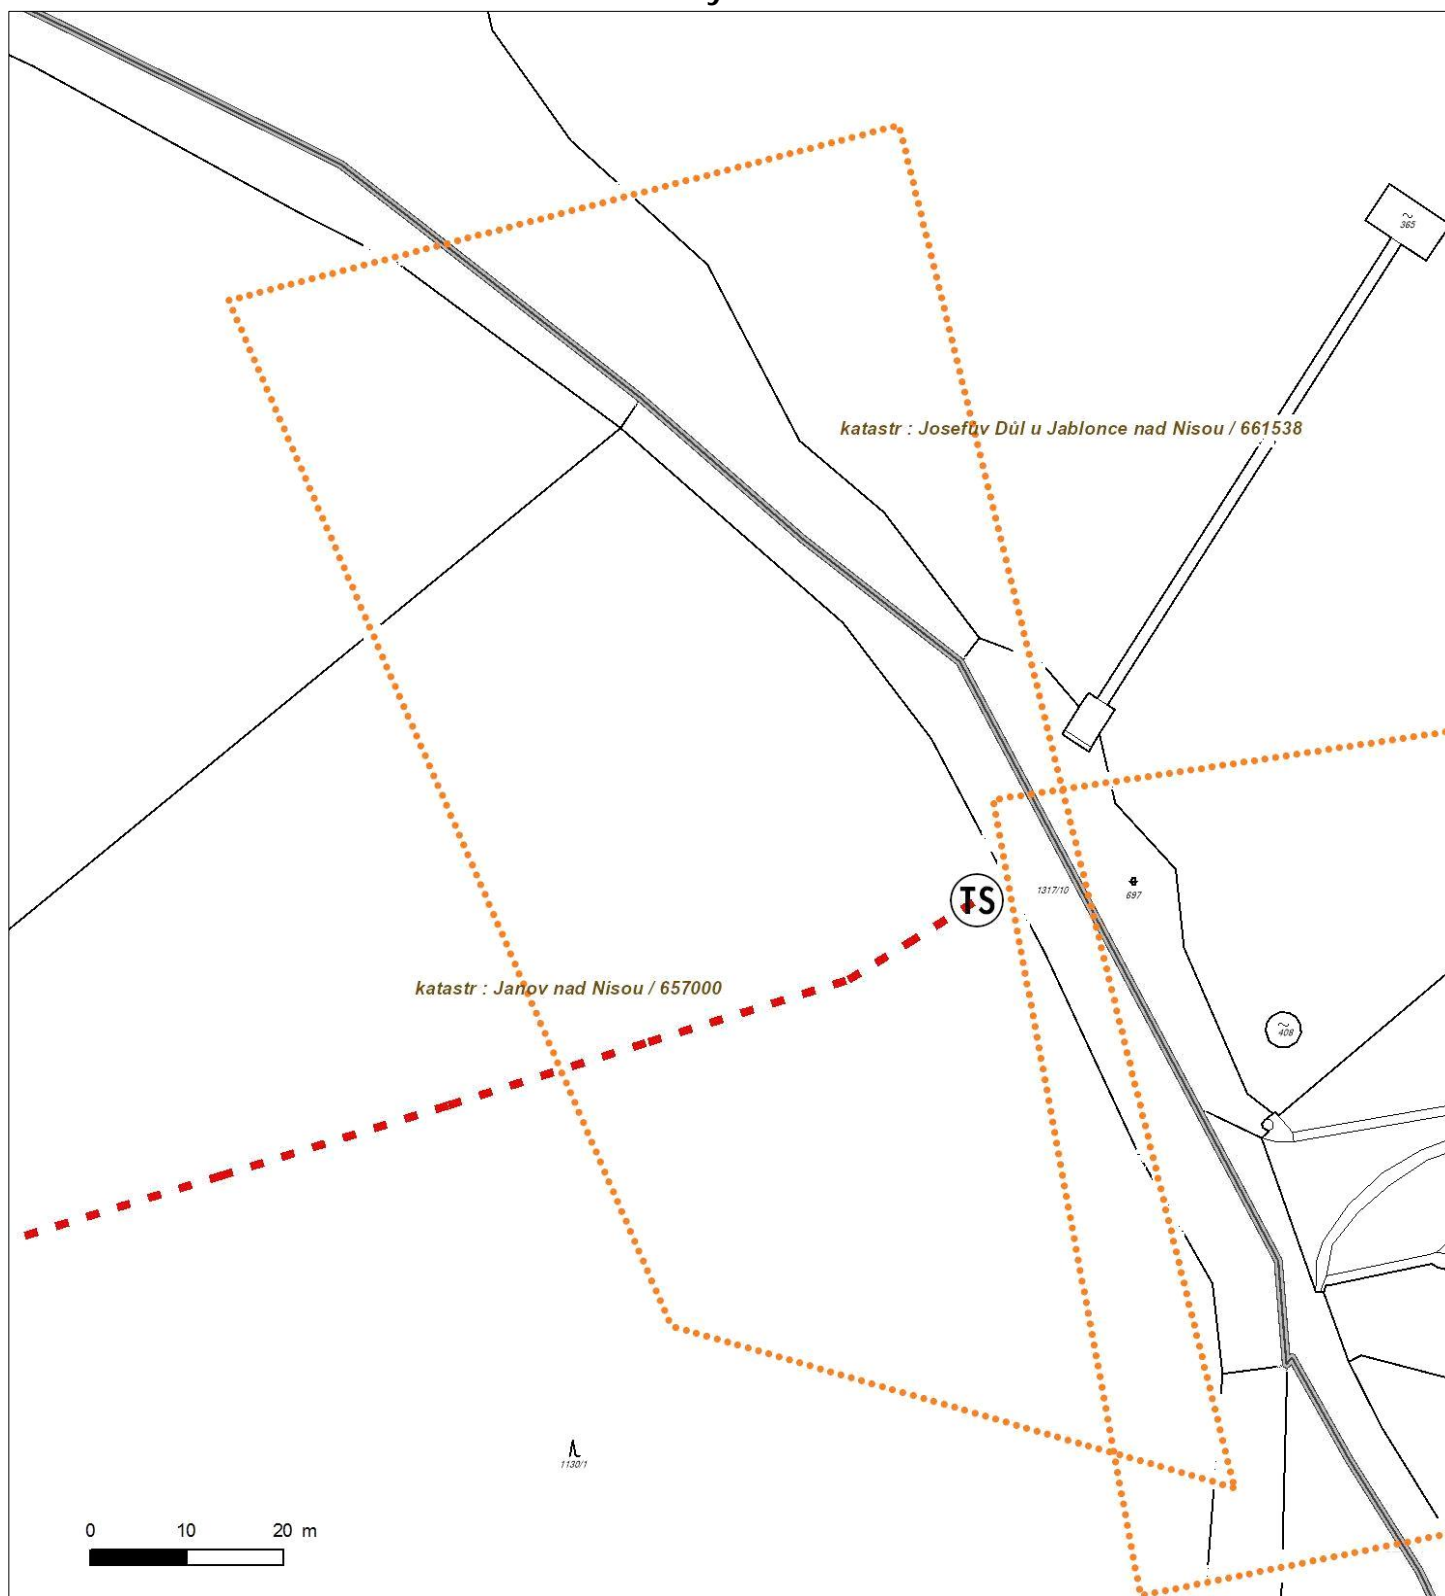 ~
365
katastr : Josefův Důl u Jablonce nad Nisou / 661538
TS
1317/10
697
katastr : Janov nad Nisou / 657000
~
408
1130/1
0 10 20 m